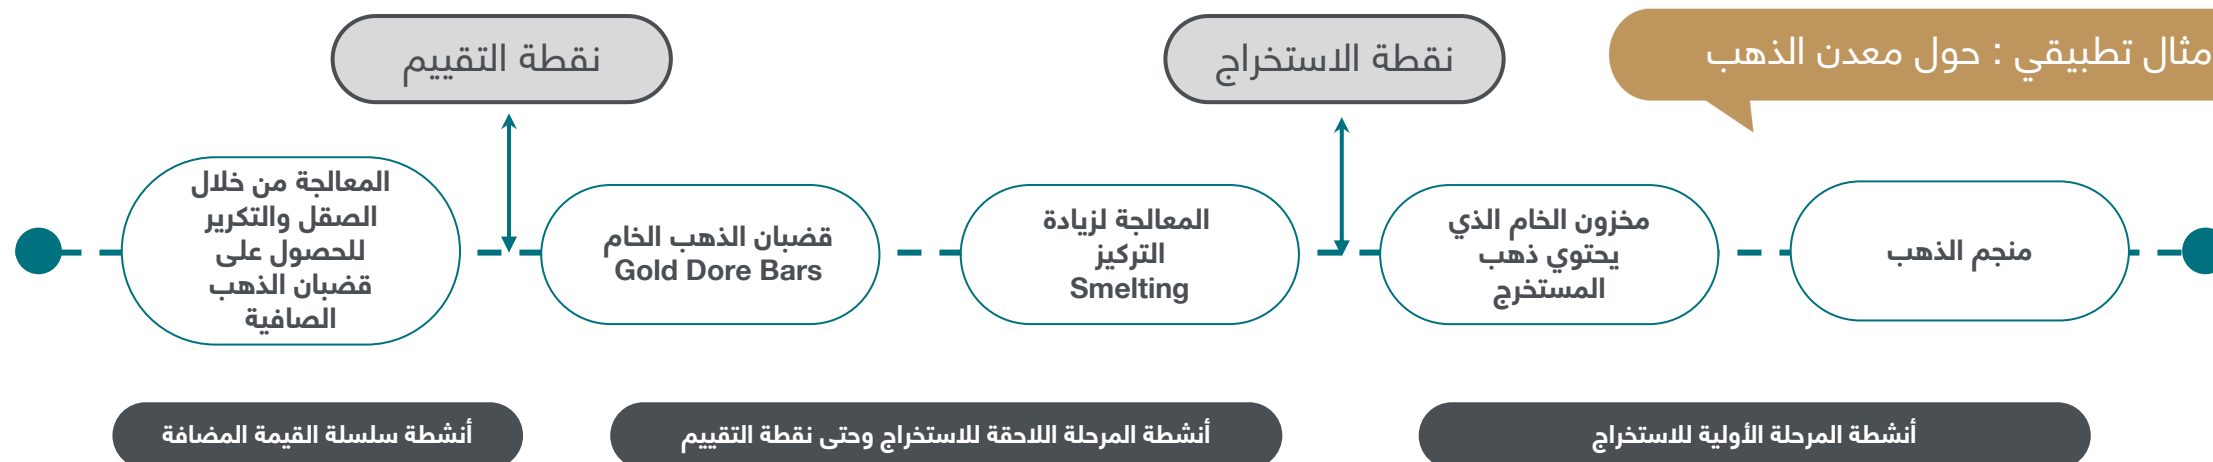 مثال تطبيقي : حول معدن الذهب
نقطة الاستخراج
نقطة التقييم
منجم الذهب
مخزون الخام الذي
يحتوي ذهب
المستخرج
المعالجة لزيادة
التركيز
Smelting
قضبان الذهب الخام
Gold Dore Bars
المعالجة من خلال
الصقل والتكرير
للحصول على
قضبان الذهب
الصافية
أنشطة المرحلة الأولية للاستخراج
أنشطة المرحلة اللاحقة للاستخراج وحتى نقطة التقييم
أنشطة سلسلة القيمة المضافة